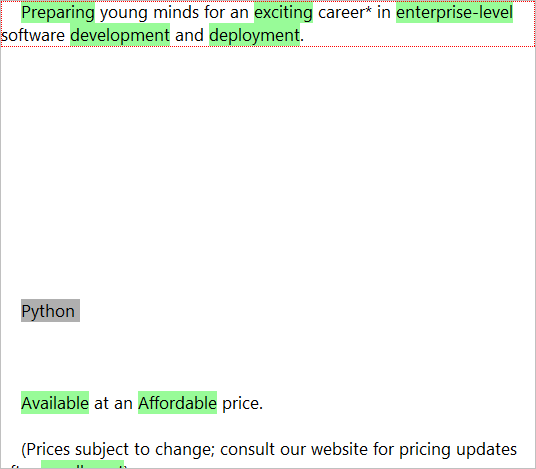 Preparing young minds for an exciting career* in enterprise-level
software development and deployment.
Python
Available at an Affordable price.
(Prices subject to change; consult our website for pricing updates